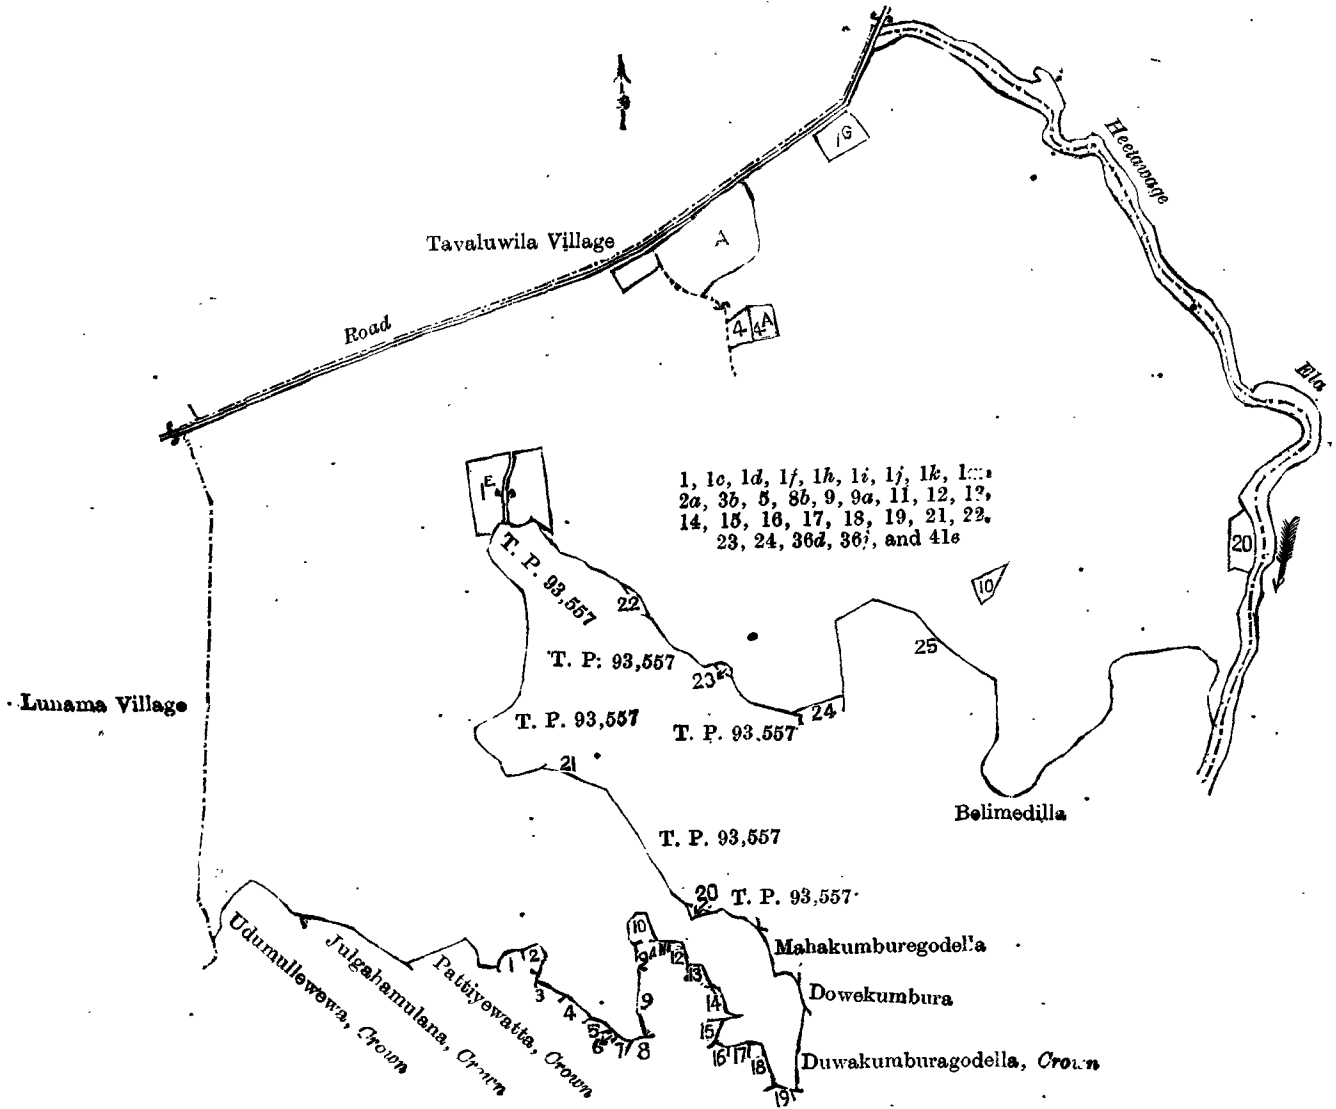 Heetawage
1G
A
Tavaluwila Village
4
4A
Road
Ela
1E
1, 1c, 1d, 1f, 1h, 1i, 1j, 1k,
2a, 3b, 5, 8b, 9, 9a, 11, 12,
14, 15, 16, 17, 18, 19, 21, 22,
23, 24, 36d, 36j, and 41e
20
10
T. P. 93,557
22
25
T. P. 93,557
23
Lunama Village
T. P. 93,557
24
T. P. 93,557
21
Belimedilla
T. P. 93,557
20
T. P. 93,557
10
Udumullewewa, Crown
Julgahamulana, Crown
Pattiyewatta, Crown
Mahakumburegodella
1
2
12
13
3
4
9
14
Dowekumbura
5
6
7
8
15
16
17
18
Duwakumburagodella, Crown
19